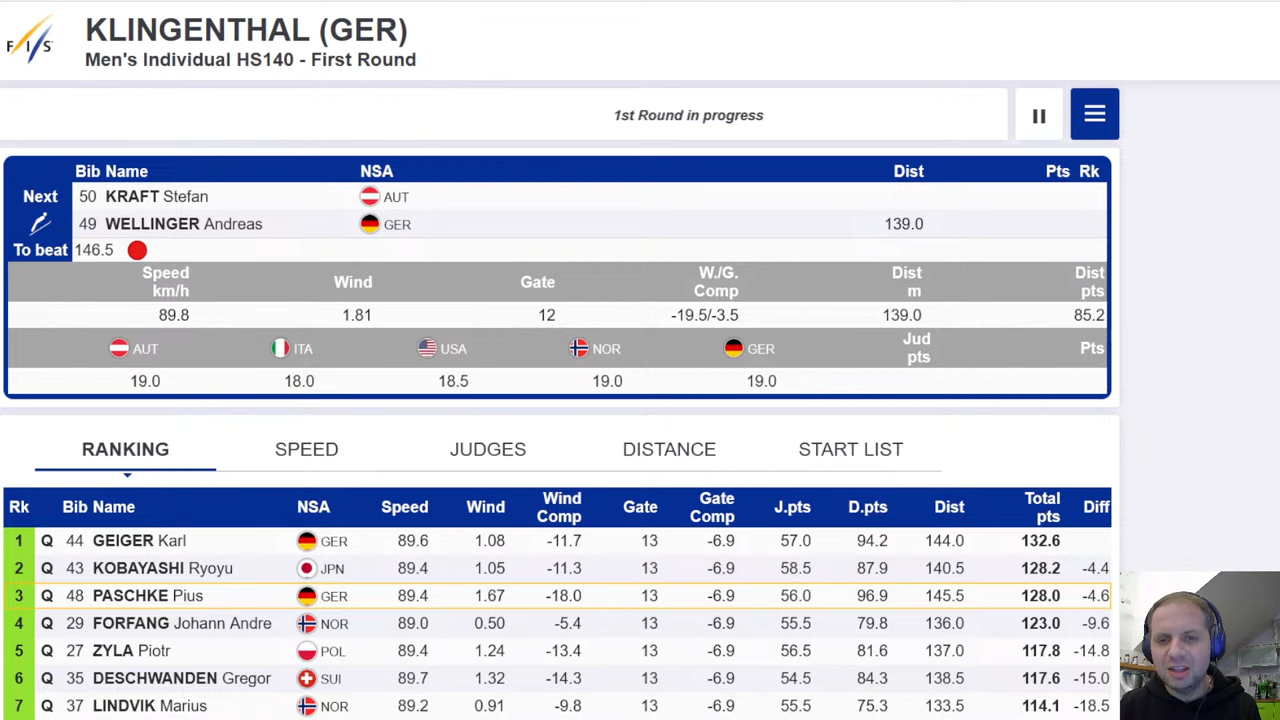 FIS
KLINGENTHAL (GER)
Men's Individual HS140 - First Round
1st Round in progress
Bib Name NSA Dist Pts Rk
Next 50 KRAFT Stefan AUT
49 WELLINGER Andreas GER 139.0
To beat 146.5
Speed km/h Wind Gate W./G. Comp Dist m Dist pts
89.8 1.81 12 -19.5/-3.5 139.0 85.2
AUT ITA USA NOR GER Jud pts Pts
19.0 18.0 18.5 19.0 19.0
RANKING SPEED JUDGES DISTANCE START LIST
Rk Bib Name NSA Speed Wind Wind Comp Gate Gate Comp J.pts D.pts Dist Total pts Diff
1 Q 44 GEIGER Karl GER 89.6 1.08 -11.7 13 -6.9 57.0 94.2 144.0 132.6
2 Q 43 KOBAYASHI Ryoyu JPN 89.4 1.05 -11.3 13 -6.9 58.5 87.9 140.5 128.2 -4.4
3 Q 48 PASCHKE Pius GER 89.4 1.67 -18.0 13 -6.9 56.0 96.9 145.5 128.0 -4.6
4 Q 29 FORFANG Johann Andre NOR 89.0 0.50 -5.4 13 -6.9 55.5 79.8 136.0 123.0 -9.6
5 Q 27 ZYLA Piotr POL 89.4 1.24 -13.4 13 -6.9 56.5 81.6 137.0 117.8 -14.8
6 Q 35 DESCHWANDEN Gregor SUI 89.7 1.32 -14.3 13 -6.9 54.5 84.3 138.5 117.6 -15.0
7 Q 37 LINDVIK Marius NOR 89.2 0.91 -9.8 13 -6.9 55.5 75.3 133.5 114.1 -18.5